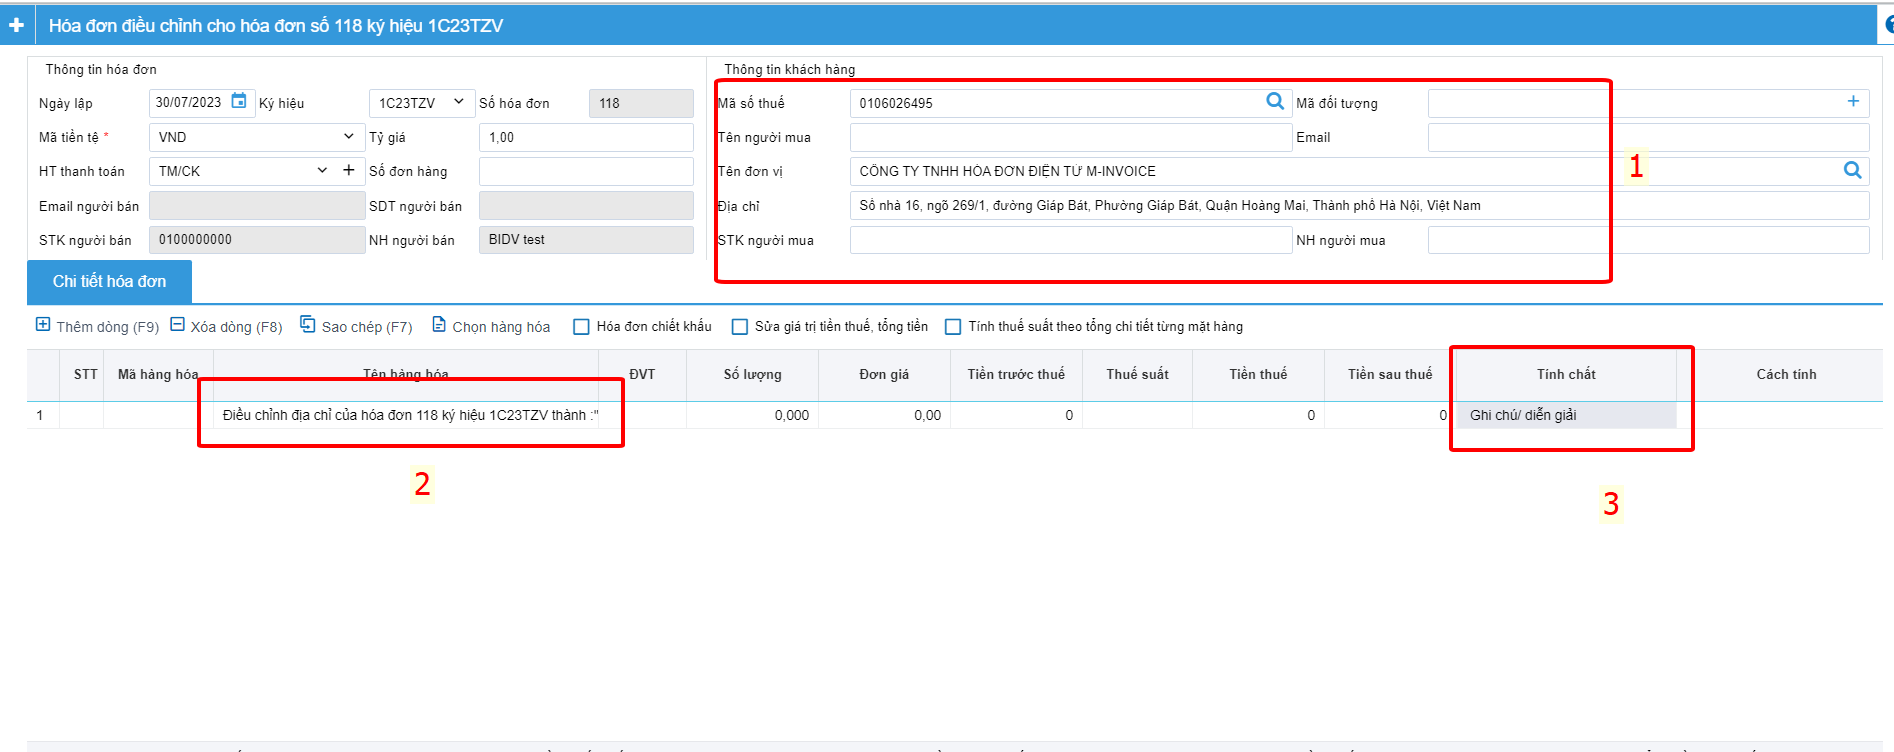 Hóa đơn điều chỉnh cho hóa đơn số 118 ký hiệu 1C23TZV
Thông tin hóa đơn
Ngày lập 30/07/2023 Ký hiệu 1C23TZV Số hóa đơn 118
Mã tiền tệ * VND Tỷ giá 1,00
HT thanh toán TM/CK Số đơn hàng
Email người bán SDT người bán
STK người bán 0100000000 NH người bán BIDV test
Thông tin khách hàng
Mã số thuế 0106026495 Mã đối tượng
Tên người mua Email
Tên đơn vị CÔNG TY TNHH HÓA ĐƠN ĐIỆN TỬ M-INVOICE
Địa chỉ Số nhà 16, ngõ 269/1, đường Giáp Bát, Phường Giáp Bát, Quận Hoàng Mai, Thành phố Hà Nội, Việt Nam
STK người mua NH người mua
1
Chi tiết hóa đơn
Thêm dòng (F9) Xóa dòng (F8) Sao chép (F7) Chọn hàng hóa Hóa đơn chiết khấu Sửa giá trị tiền thuế, tổng tiền Tính thuế suất theo tổng chi tiết từng mặt hàng
STT Mã hàng hóa Tên hàng hóa ĐVT Số lượng Đơn giá Tiền trước thuế Thuế suất Tiền thuế Tiền sau thuế Tính chất Cách tính
1 Điều chỉnh địa chỉ của hóa đơn 118 ký hiệu 1C23TZV thành :" 0,000 0,00 0 0 0 Ghi chú/ diễn giải
2
3